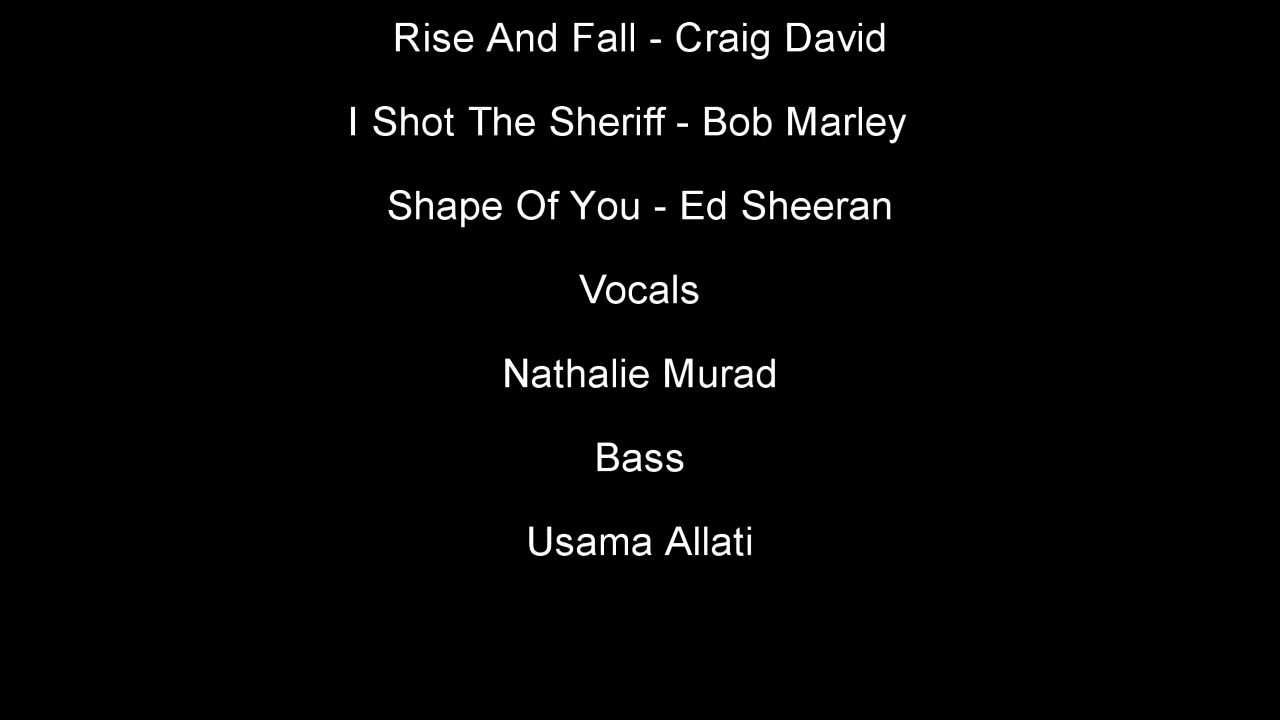 Rise And Fall - Craig David
I Shot The Sheriff - Bob Marley
Shape Of You - Ed Sheeran
Vocals
Nathalie Murad
Bass
Usama Allati